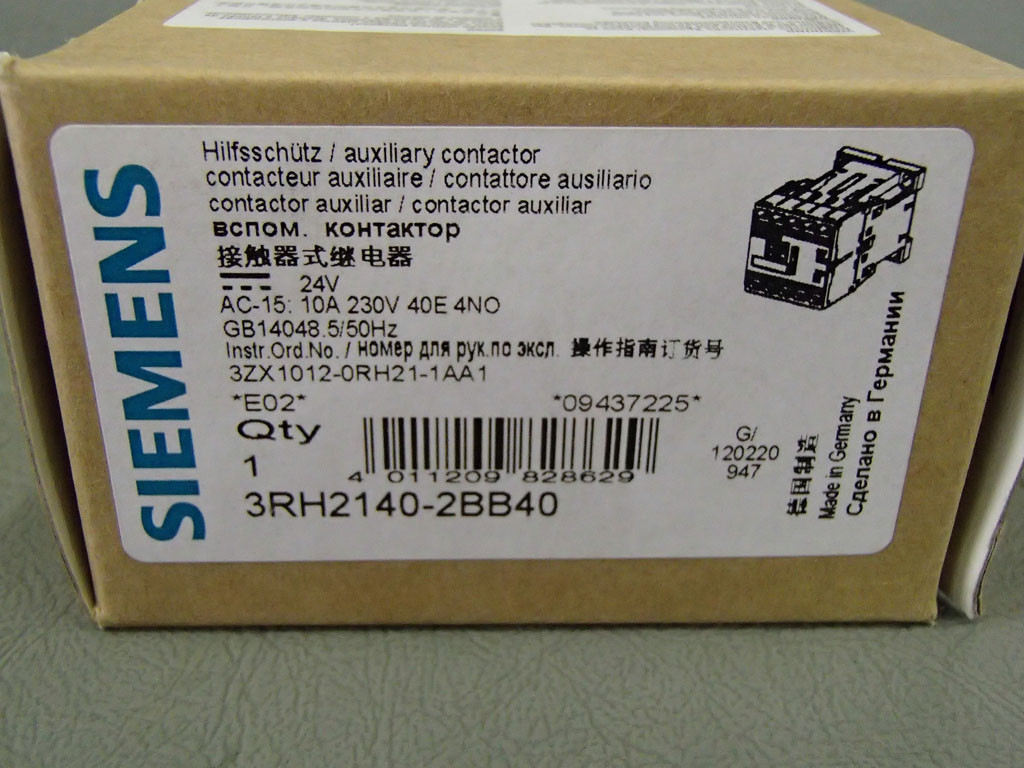 SIEMENS
Hilfsschütz / auxiliary contactor
contacteur auxiliaire / contattore ausiliario
contactor auxiliar / contactor auxiliar
вспом. контактор
接触器式继电器
24V
AC-15: 10A 230V 40E 4NO
GB14048.5/50Hz
Instr.Ord.No. / номер для рук.по экспл. 操作指南订货号
3ZX1012-0RH21-1AA1
*E02* *09437225*
Qty
1
4 011209 828629
3RH2140-2BB40
G/
120220
947
德国制造
Made in Germany
Сделано в Германии